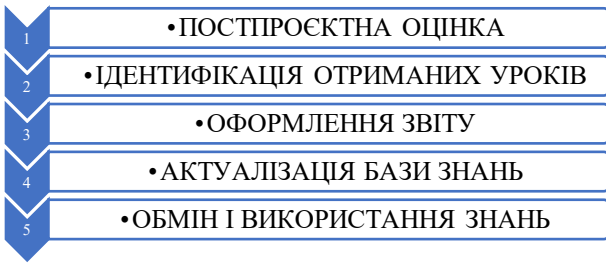 1 •ПОСТПРОЄКТНА ОЦІНКА
2 •ІДЕНТИФІКАЦІЯ ОТРИМАНИХ УРОКІВ
3 •ОФОРМЛЕННЯ ЗВІТУ
4 •АКТУАЛІЗАЦІЯ БАЗИ ЗНАНЬ
5 •ОБМІН І ВИКОРИСТАННЯ ЗНАНЬ